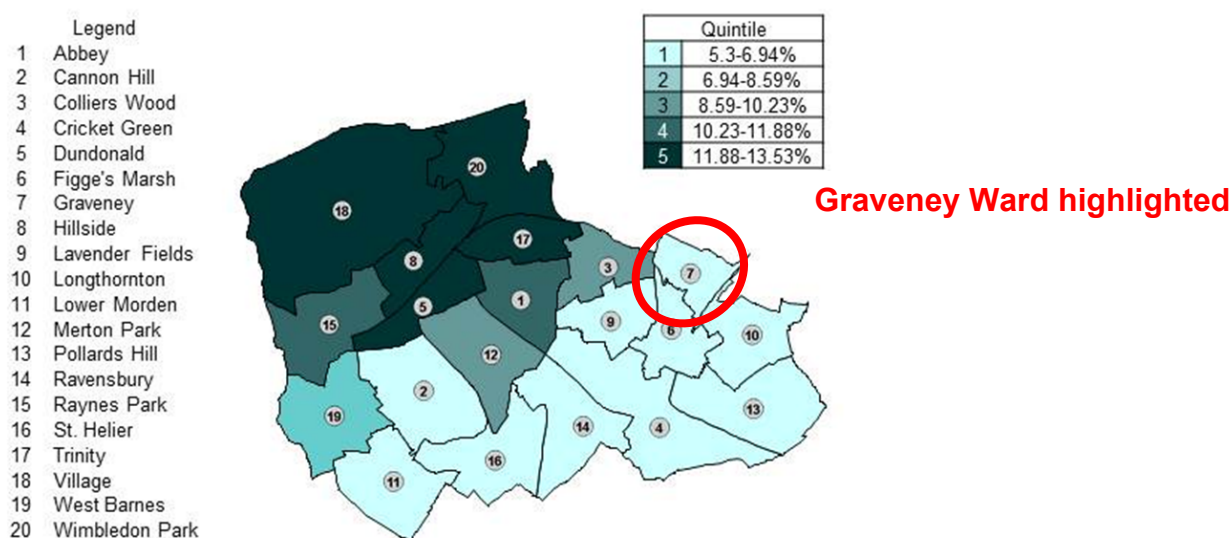 Legend
1 Abbey
2 Cannon Hill
3 Colliers Wood
4 Cricket Green
5 Dundonald
6 Figge's Marsh
7 Graveney
8 Hillside
9 Lavender Fields
10 Longthornton
11 Lower Morden
12 Merton Park
13 Pollards Hill
14 Ravensbury
15 Raynes Park
16 St. Helier
17 Trinity
18 Village
19 West Barnes
20 Wimbledon Park
Quintile
1 5.3-6.94%
2 6.94-8.59%
3 8.59-10.23%
4 10.23-11.88%
5 11.88-13.53%
Graveney Ward highlighted
20
18
17
8
3
7
5
1
15
9
6
10
12
2
19
13
14
4
16
11